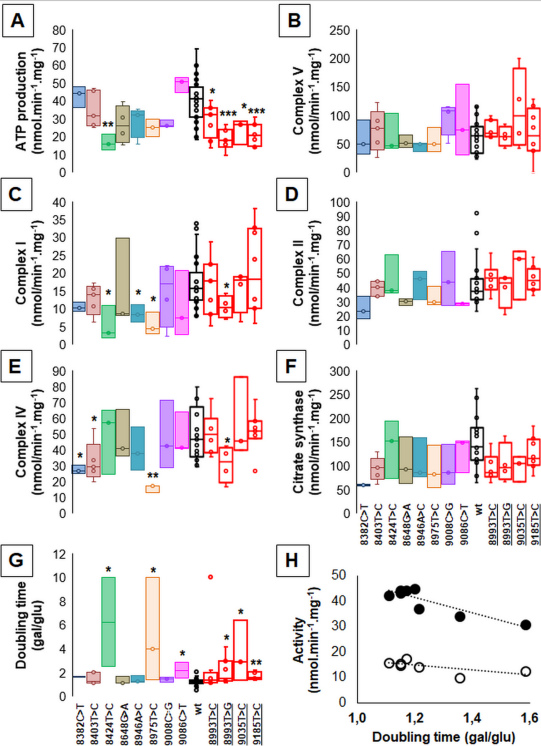 A
ATP production
(nmol.min-1.mg-1)
80
70
60
50
40
30
20
10
0
**
*
***
*
***
B
Complex V
(nmol//min-1.mg-1)
250
200
150
100
50
0
C
Complex I
(nmol//min-1.mg-1)
40
35
30
25
20
15
10
5
0
*
*
*
*
D
Complex II
(nmol//min-1.mg-1)
100
90
80
70
60
50
40
30
20
10
0
E
Complex IV
(nmol//min-1.mg-1)
90
80
70
60
50
40
30
20
10
0
*
*
**
*
F
Citrate synthase
(nmol//min-1.mg-1)
300
250
200
150
100
50
0
8382C>T
8403T>C
8424T>C
8648G>A
8946A>C
8975T>C
9008C>G
9086C>T
wt
8993T>C
8993T>G
9035T>C
9185T>C
G
Doubling time
(gal/glu)
12
10
8
6
4
2
0
*
*
*
*
*
**
8382C>T
8403T>C
8424T>C
8648G>A
8946A>C
8975T>C
9008C>G
9086C>T
wt
8993T>C
8993T>G
9035T>C
9185T>C
H
Activity
(nmol.min-1.mg-1)
50
40
30
20
10
0
1,0
1,2
1,4
1,6
Doubling time (gal/glu)